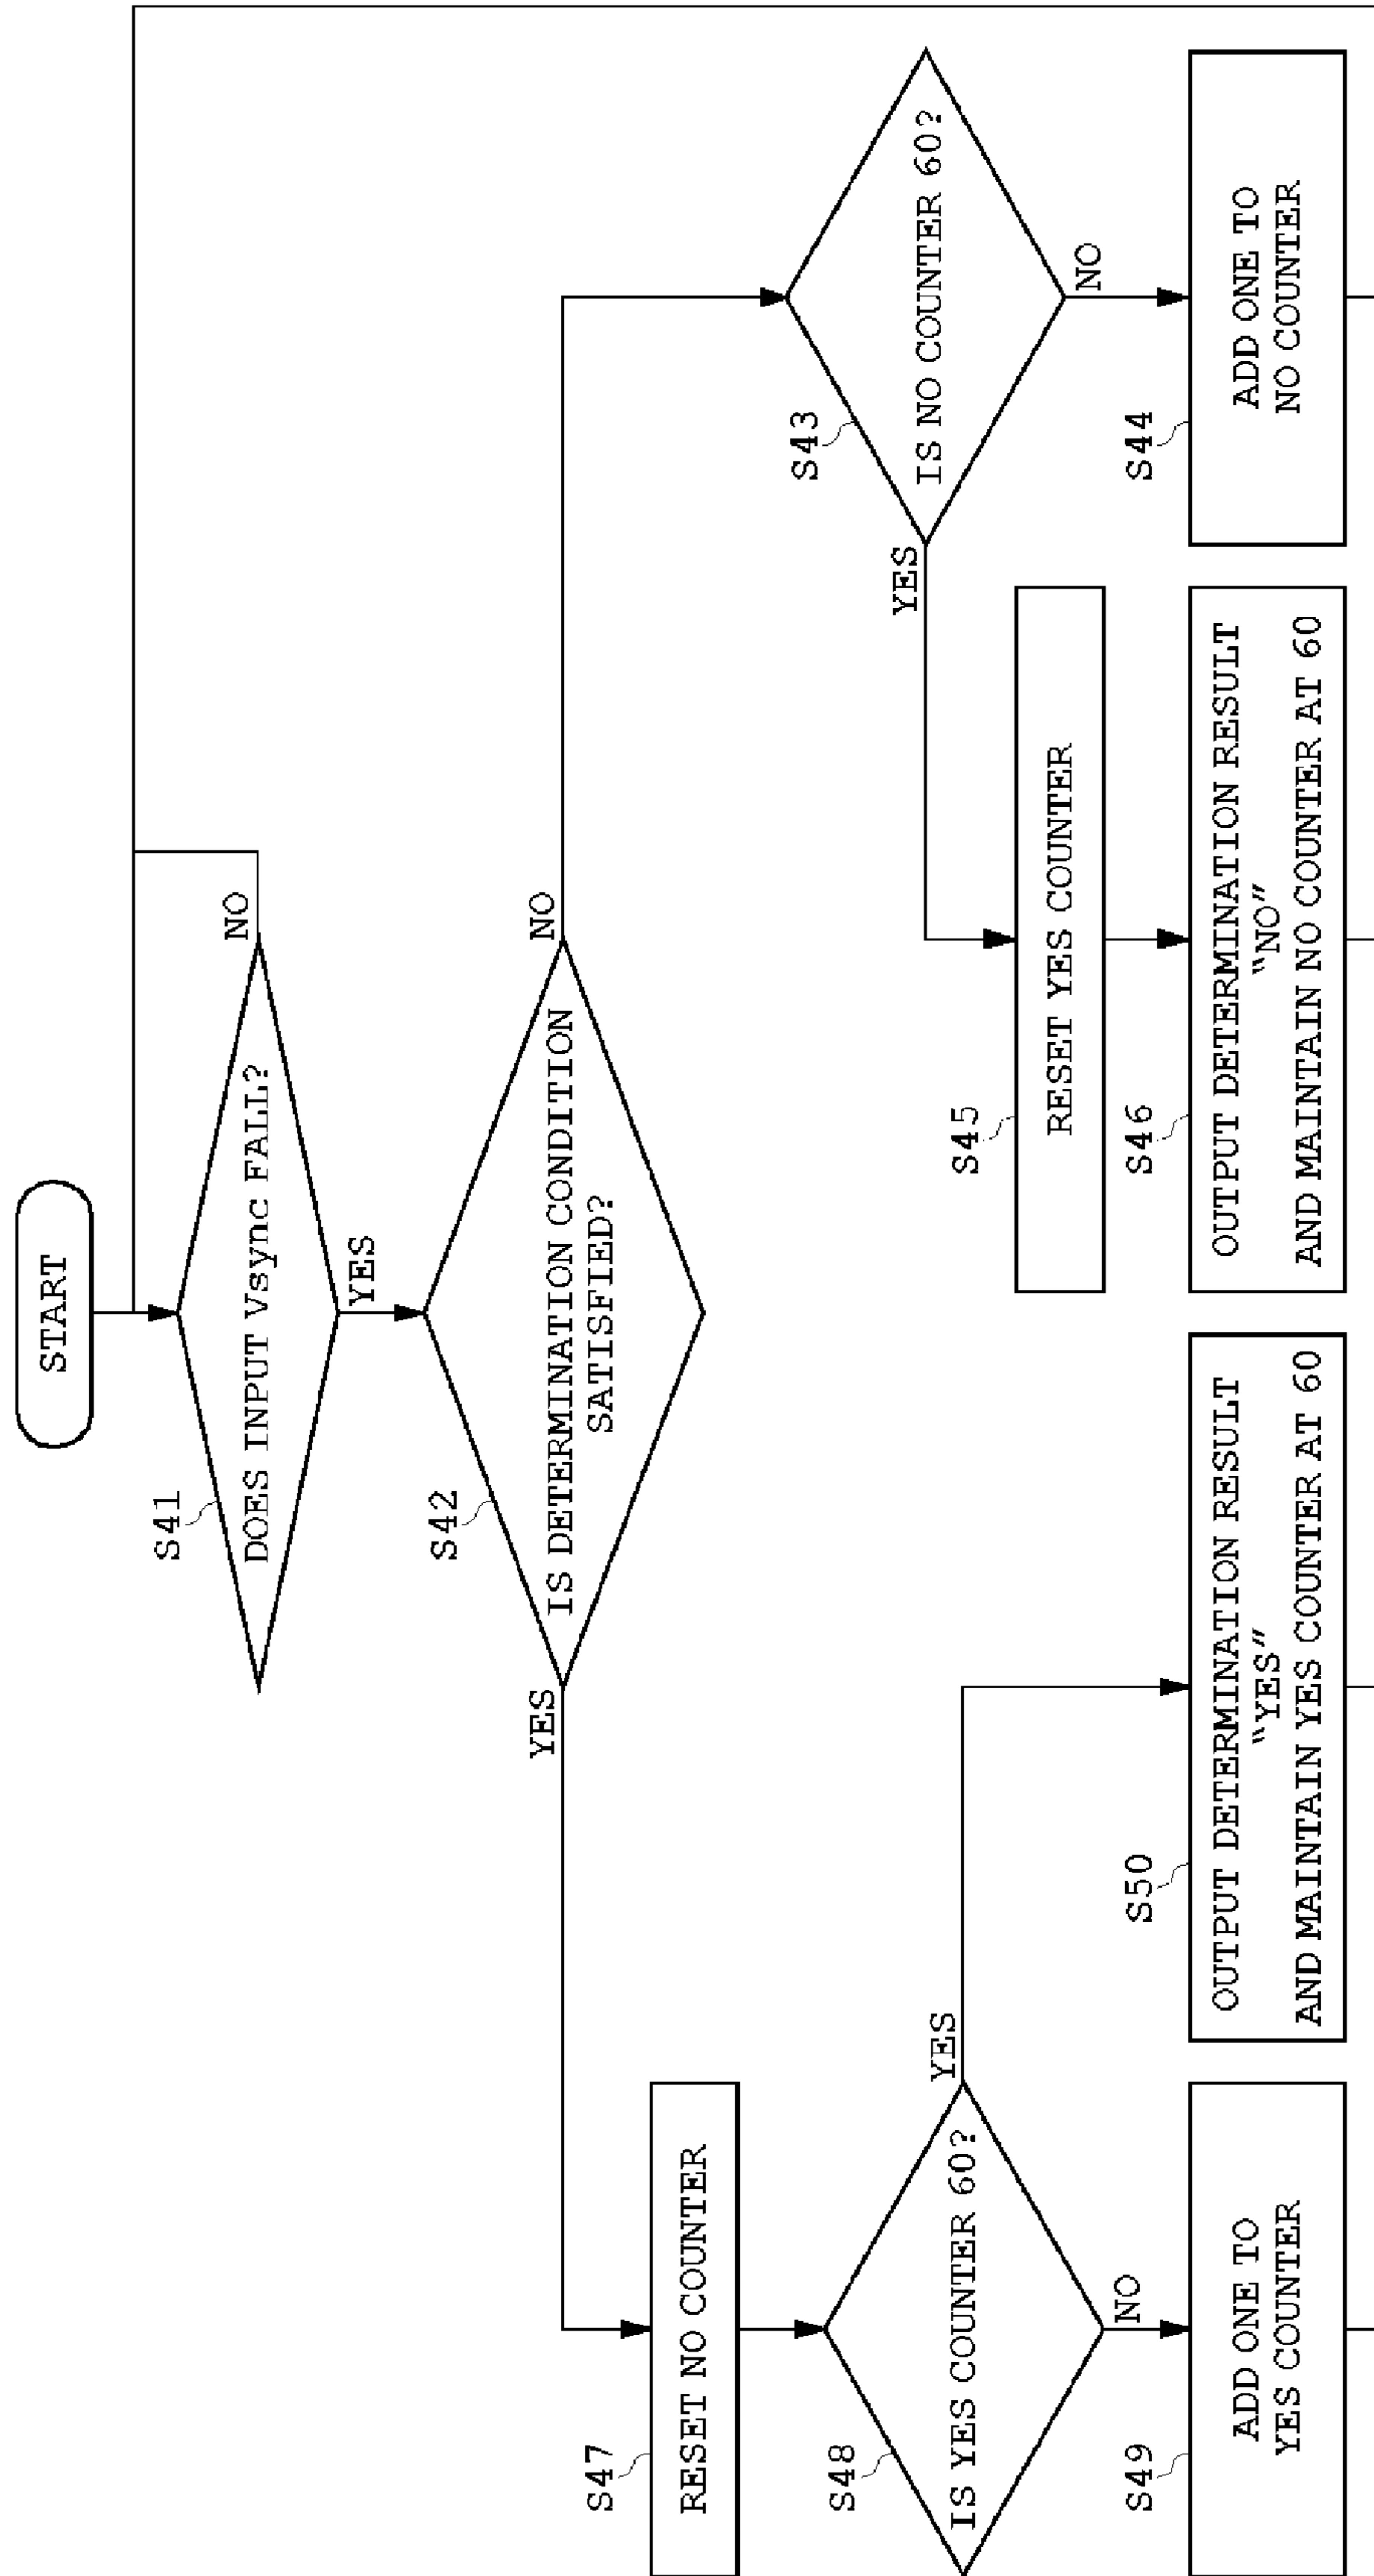 START
S41
DOES INPUT Vsync FALL?
NO
YES
S42
IS DETERMINATION CONDITION
SATISFIED?
YES
NO
S47
RESET NO COUNTER
S48
IS YES COUNTER 60?
YES
NO
S49
ADD ONE TO
YES COUNTER
S50
OUTPUT DETERMINATION RESULT
“YES”
AND MAINTAIN YES COUNTER AT 60
S43
IS NO COUNTER 60?
YES
NO
S45
RESET YES COUNTER
S46
OUTPUT DETERMINATION RESULT
“NO”
AND MAINTAIN NO COUNTER AT 60
S44
ADD ONE TO
NO COUNTER